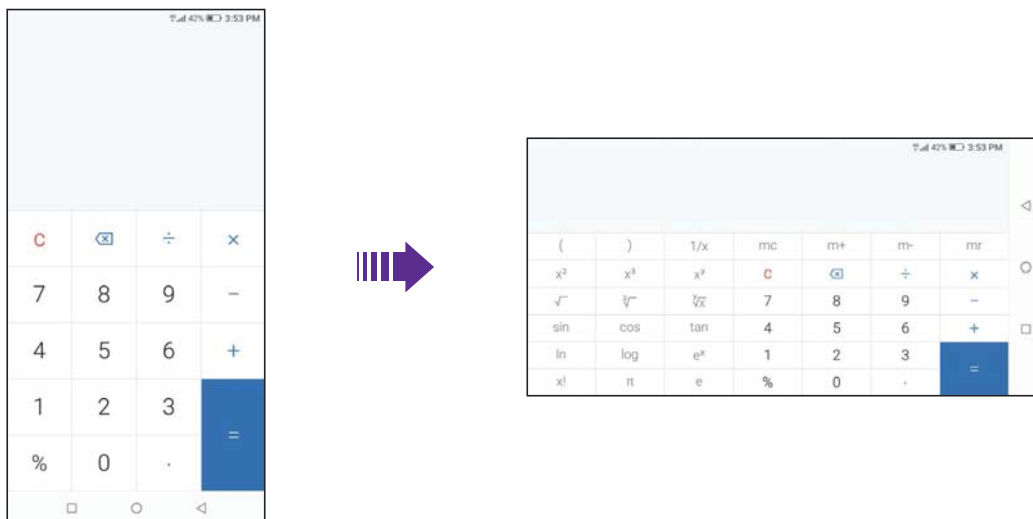 42% 3:53 PM
C ÷ ×
7 8 9 −
4 5 6 +
1 2 3
=
% 0 .
42% 3:53 PM
( ) 1/x mc m+ m- mr
x² x³ xʸ C ÷ ×
√ ∛ ʸ√x 7 8 9 −
sin cos tan 4 5 6 +
ln log eˣ 1 2 3
=
x! π e % 0 .